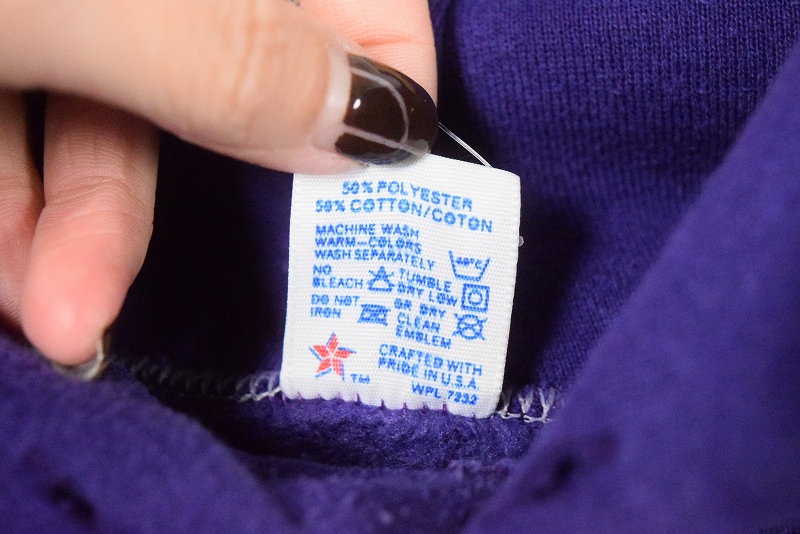 50% POLYESTER
50% COTTON/COTON
MACHINE WASH
WARM—COLORS
WASH SEPARATELY
40°C
NO
BLEACH
TUMBLE
DRY LOW
DO NOT
IRON
OR DRY
CLEAN
EMBLEM
TM
CRAFTED WITH
PRIDE IN U.S.A.
WPL 7232